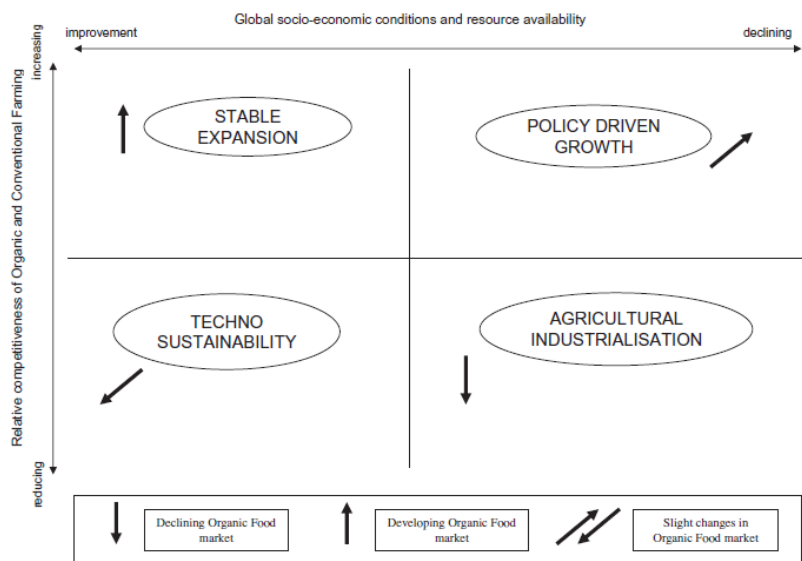 Global socio-economic conditions and resource availability
improvement
declining
increasing
Relative competitiveness of Organic and Conventional Farming
reducing
STABLE
EXPANSION
POLICY DRIVEN
GROWTH
TECHNO
SUSTAINABILITY
AGRICULTURAL
INDUSTRIALISATION
Declining Organic Food
market
Developing Organic Food
market
Slight changes in
Organic Food market